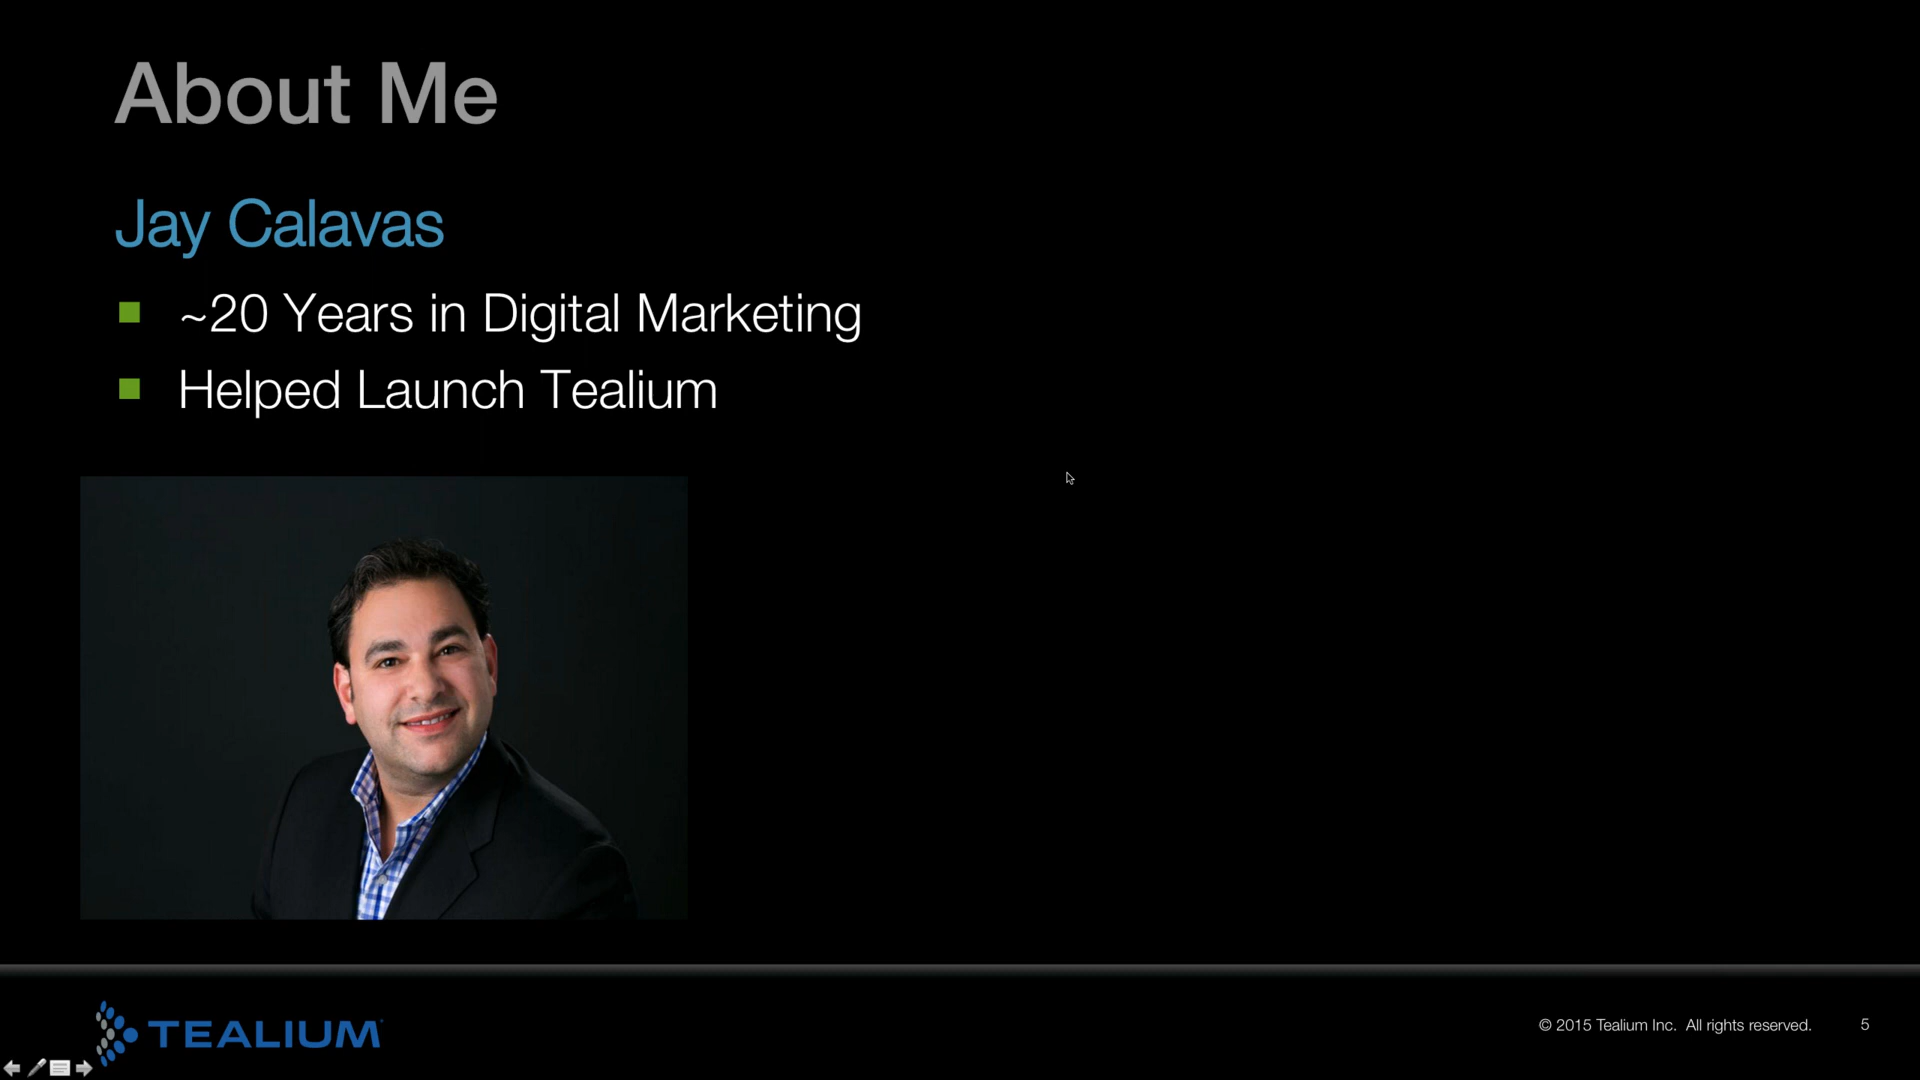 About Me
Jay Calavas
~20 Years in Digital Marketing
Helped Launch Tealium
TEALIUM
© 2015 Tealium Inc. All rights reserved.
5